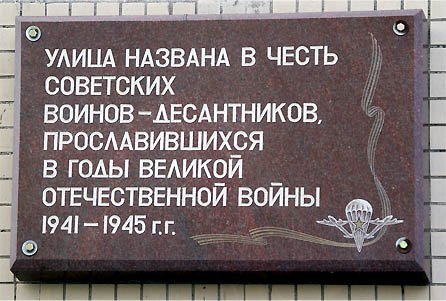 УЛИЦА НАЗВАНА В ЧЕСТЬ
СОВЕТСКИХ
ВОИНОВ – ДЕСАНТНИКОВ,
ПРОСЛАВИВШИХСЯ
В ГОДЫ ВЕЛИКОЙ
ОТЕЧЕСТВЕННОЙ ВОЙНЫ
1941 – 1945 г.г.